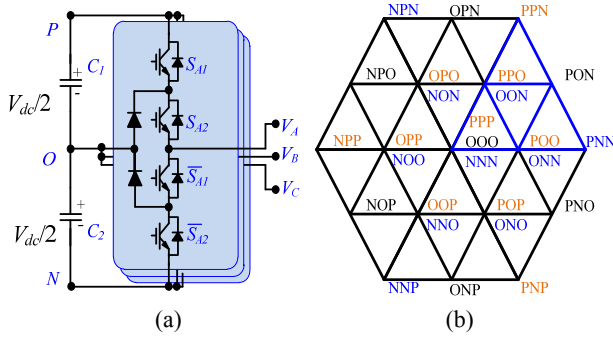 P
C1
+
-
Vdc/2
O
Vdc/2
C2
+
-
N
SA1
SA2
S̅A1
S̅A2
VA
VB
VC
(a)
NPN OPN PPN
NPO OPO PPO PON
NON OON
PPP
NPP OPP OOO POO PNN
NOO NNN ONN
NOP OOP POP PNO
NNO ONO
NNP ONP PNP
(b)